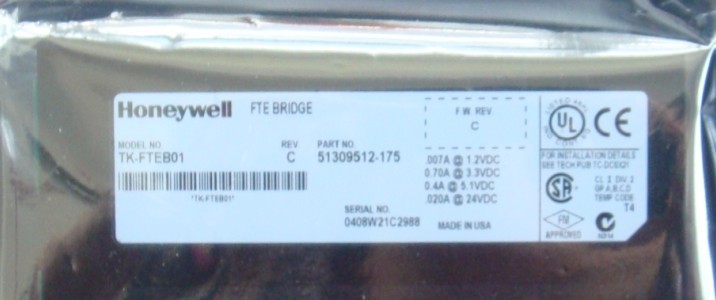 Honeywell FTE BRIDGE
F.W. REV
C
MODEL NO. REV PART NO.
TK-FTEB01 C 51309512-175
*TK-FTEB01*
.007A @ 1.2VDC
0.70A @ 3.3VDC
0.4A @ 5.1VDC
.020A @ 24VDC
SERIAL NO.
0408W21C2988 MADE IN USA
LISTED
UL CE
FOR INSTALLATION DETAILS
SEE TECH PUB
CL I DIV 2
GP A,B,C,D
TEMP CODE
T4
SA
FM
APPROVED